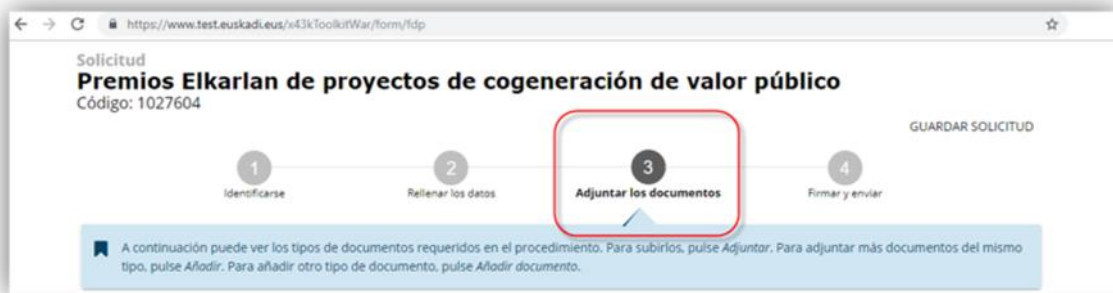 https://www.test.euskadi.eus/x43kToolkitWar/form/fdp
Solicitud
Premios Elkarlan de proyectos de cogeneración de valor público
Código: 1027604
GUARDAR SOLICITUD
1
2
3
4
Identificarse
Rellenar los datos
Adjuntar los documentos
Firmar y enviar
A continuación puede ver los tipos de documentos requeridos en el procedimiento. Para subirlos, pulse Adjuntar. Para adjuntar más documentos del mismo
tipo, pulse Añadir. Para añadir otro tipo de documento, pulse Añadir documento.